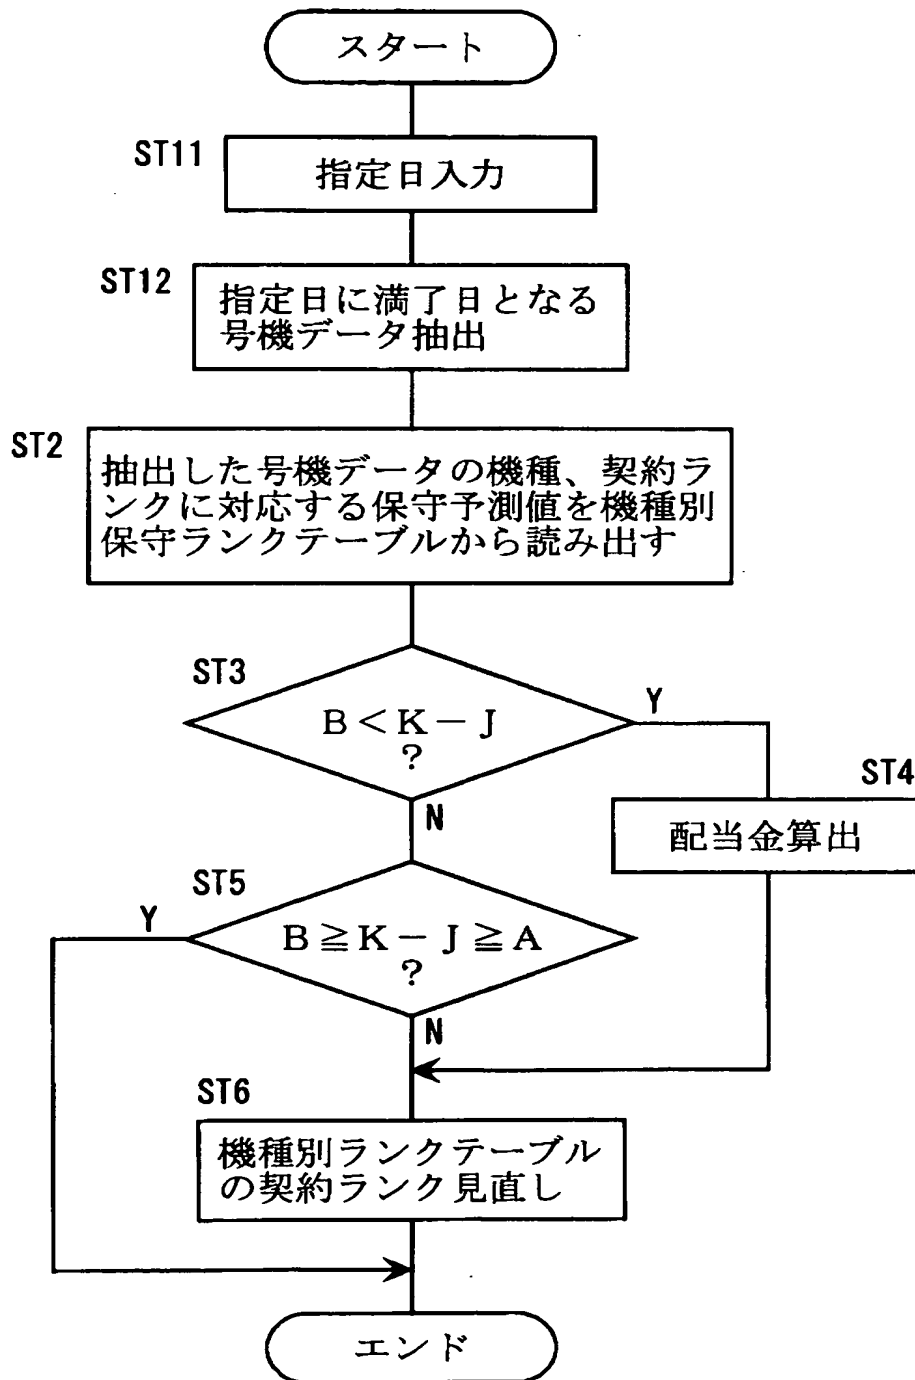 スタート
ST11
指定日入力
ST12
指定日に満了日となる
号機データ抽出
ST2
抽出した号機データの機種、契約ラ
ンクに対応する保守予測値を機種別
保守ランクテーブルから読み出す
ST3
B<K-J
?
Y
N
ST4
配当金算出
ST5
B≧K-J≧A
?
Y
N
ST6
機種別ランクテーブル
の契約ランク見直し
エンド